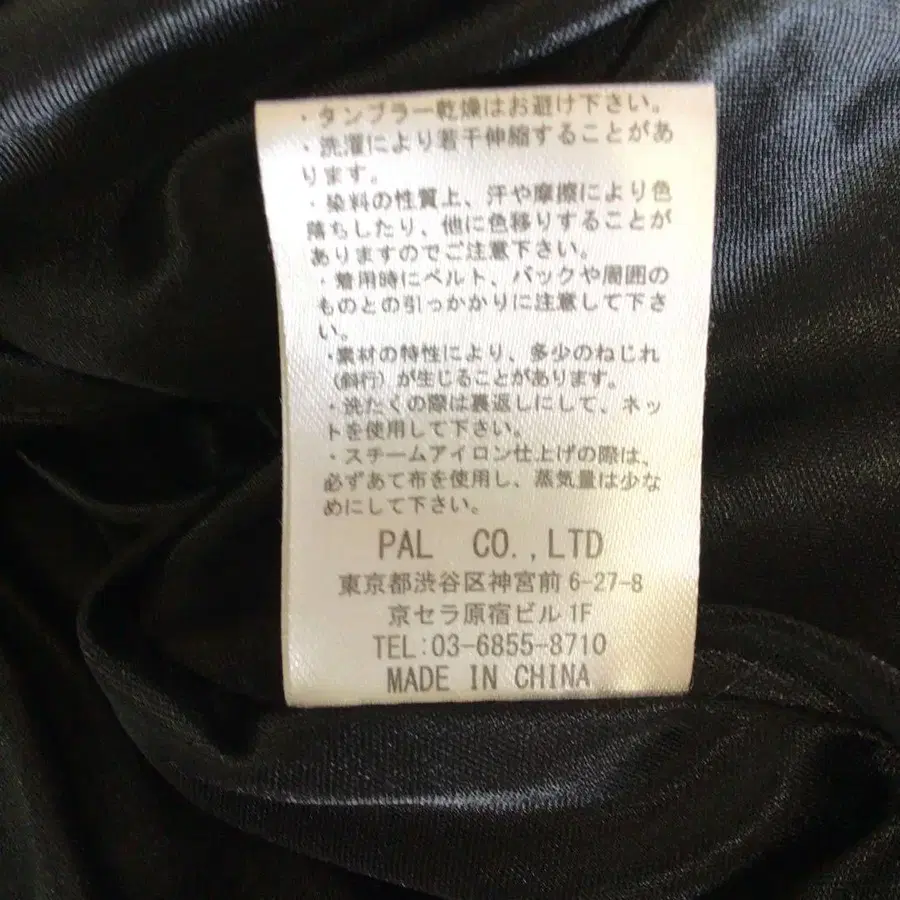 ・タンブラー乾燥はお避け下さい。
・洗濯により若干伸縮することがあ
ります。
・染料の性質上、汗や摩擦により色
落ちしたり、他に色移りすることが
ありますのでご注意下さい。
・着用時にベルト、バックや周囲の
ものとの引っかかりに注意して下さ
い。
・素材の特性により、多少のねじれ
(斜行)が生じることがあります。
・洗たくの際は裏返しにして、ネッ
トを使用して下さい。
・スチームアイロン仕上げの際は、
必ずあて布を使用し、蒸気量は少な
めにして下さい。
PAL CO.,LTD
東京都渋谷区神宮前6-27-8
京セラ原宿ビル1F
TEL:03-6855-8710
MADE IN CHINA